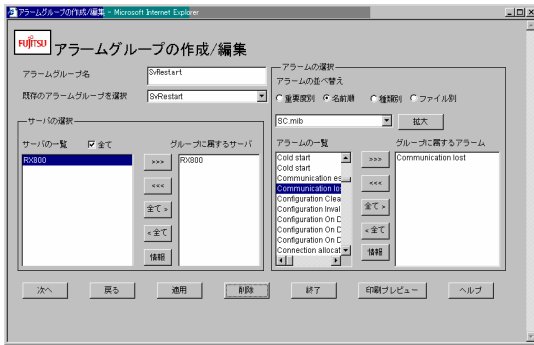 アラームグループの作成/編集 - Microsoft Internet Explorer
FUJITSU
アラームグループの作成/編集
アラームグループ名
SvRestart
既存のアラームグループを選択
SvRestart
サーバの選択
サーバの一覧
全て
グループに属するサーバ
RX800
RX800
>>>
<<<
全て >
< 全て
情報
アラームの選択
アラームの並べ替え
重要度別
名前順
種類別
ファイル別
SC.mib
拡大
アラームの一覧
グループに属するアラーム
Cold start
Cold start
Communication es
Communication los
Configuration Clea
Configuration Inval
Configuration On D
Configuration On D
Configuration On D
Connection allocat
>>>
<<<
全て >
< 全て
情報
Communication lost
次へ
戻る
適用
削除
終了
印刷プレビュー
ヘルプ